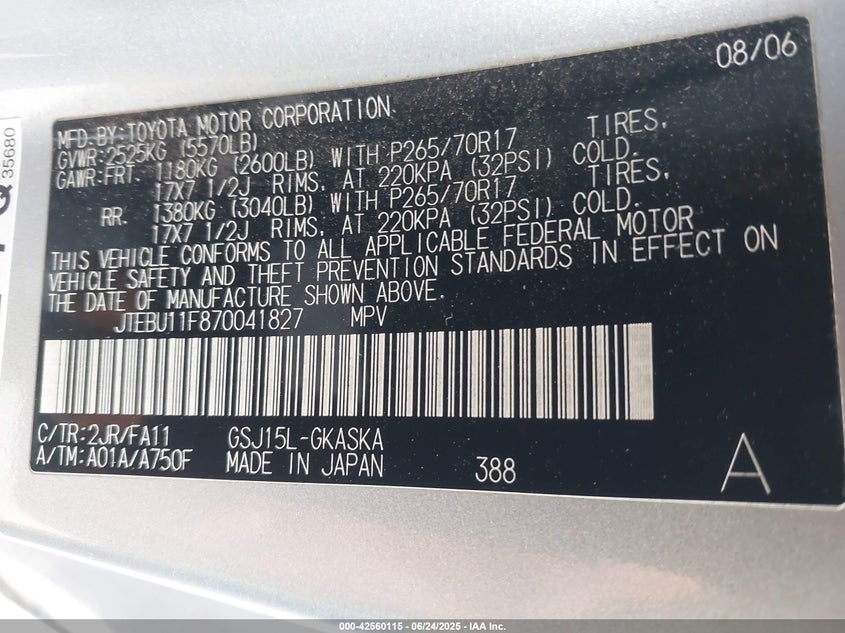 08/06
MFD.BY:TOYOTA MOTOR CORPORATION
GVWR:2525KG (5570LB)
GAWR:FRT. 1180KG (2600LB) WITH P265/70R17 TIRES,
17X7 1/2J RIMS, AT 220KPA (32PSI) COLD.
RR. 1380KG (3040LB) WITH P265/70R17 TIRES,
17X7 1/2J RIMS, AT 220KPA (32PSI) COLD.
THIS VEHICLE CONFORMS TO ALL APPLICABLE FEDERAL MOTOR
VEHICLE SAFETY AND THEFT PREVENTION STANDARDS IN EFFECT ON
THE DATE OF MANUFACTURE SHOWN ABOVE.
JTEBU11F870041827 MPV
C/TR:2JR/FA11 GSJ15L-GKASKA
A/TM:A01A/A750F MADE IN JAPAN 388 A
35680
000-42560115 - 06/24/2025 - IAA Inc.